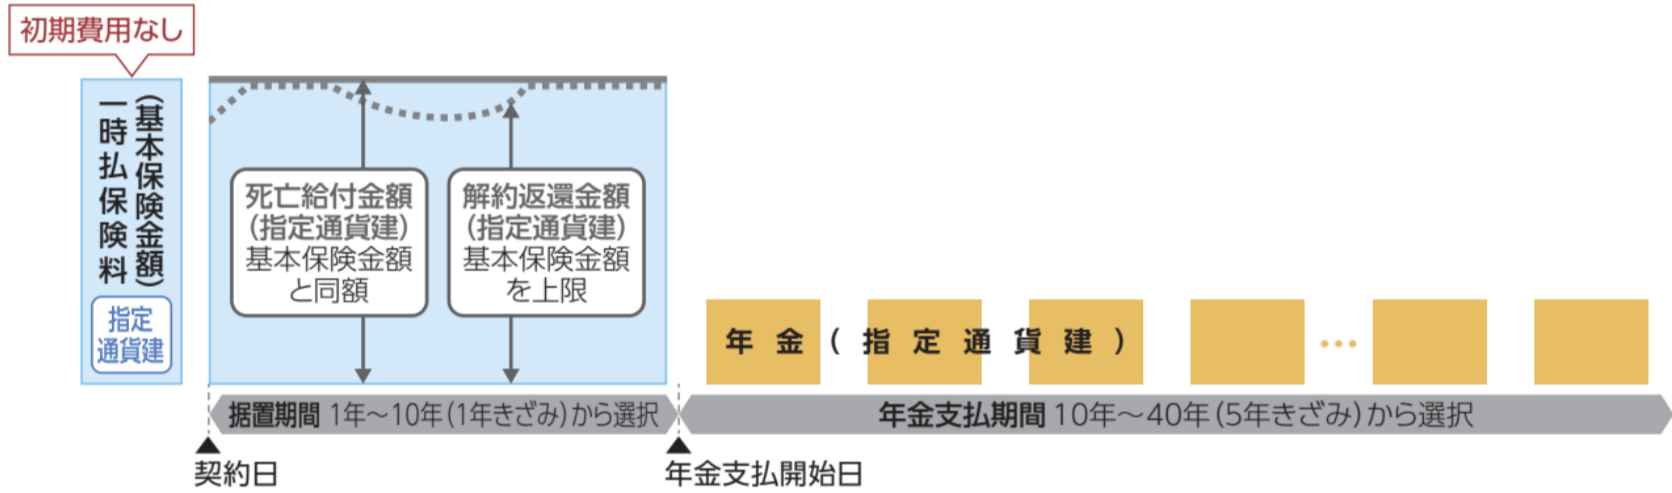 初期費用なし
一時払保険料
(基本保険金額)
指定
通貨建
死亡給付金額
(指定通貨建)
基本保険金額
と同額
解約返還金額
(指定通貨建)
基本保険金額
を上限
年金(指定通貨建)
…
据置期間 1年～10年(1年きざみ)から選択
年金支払期間 10年～40年(5年きざみ)から選択
契約日
年金支払開始日